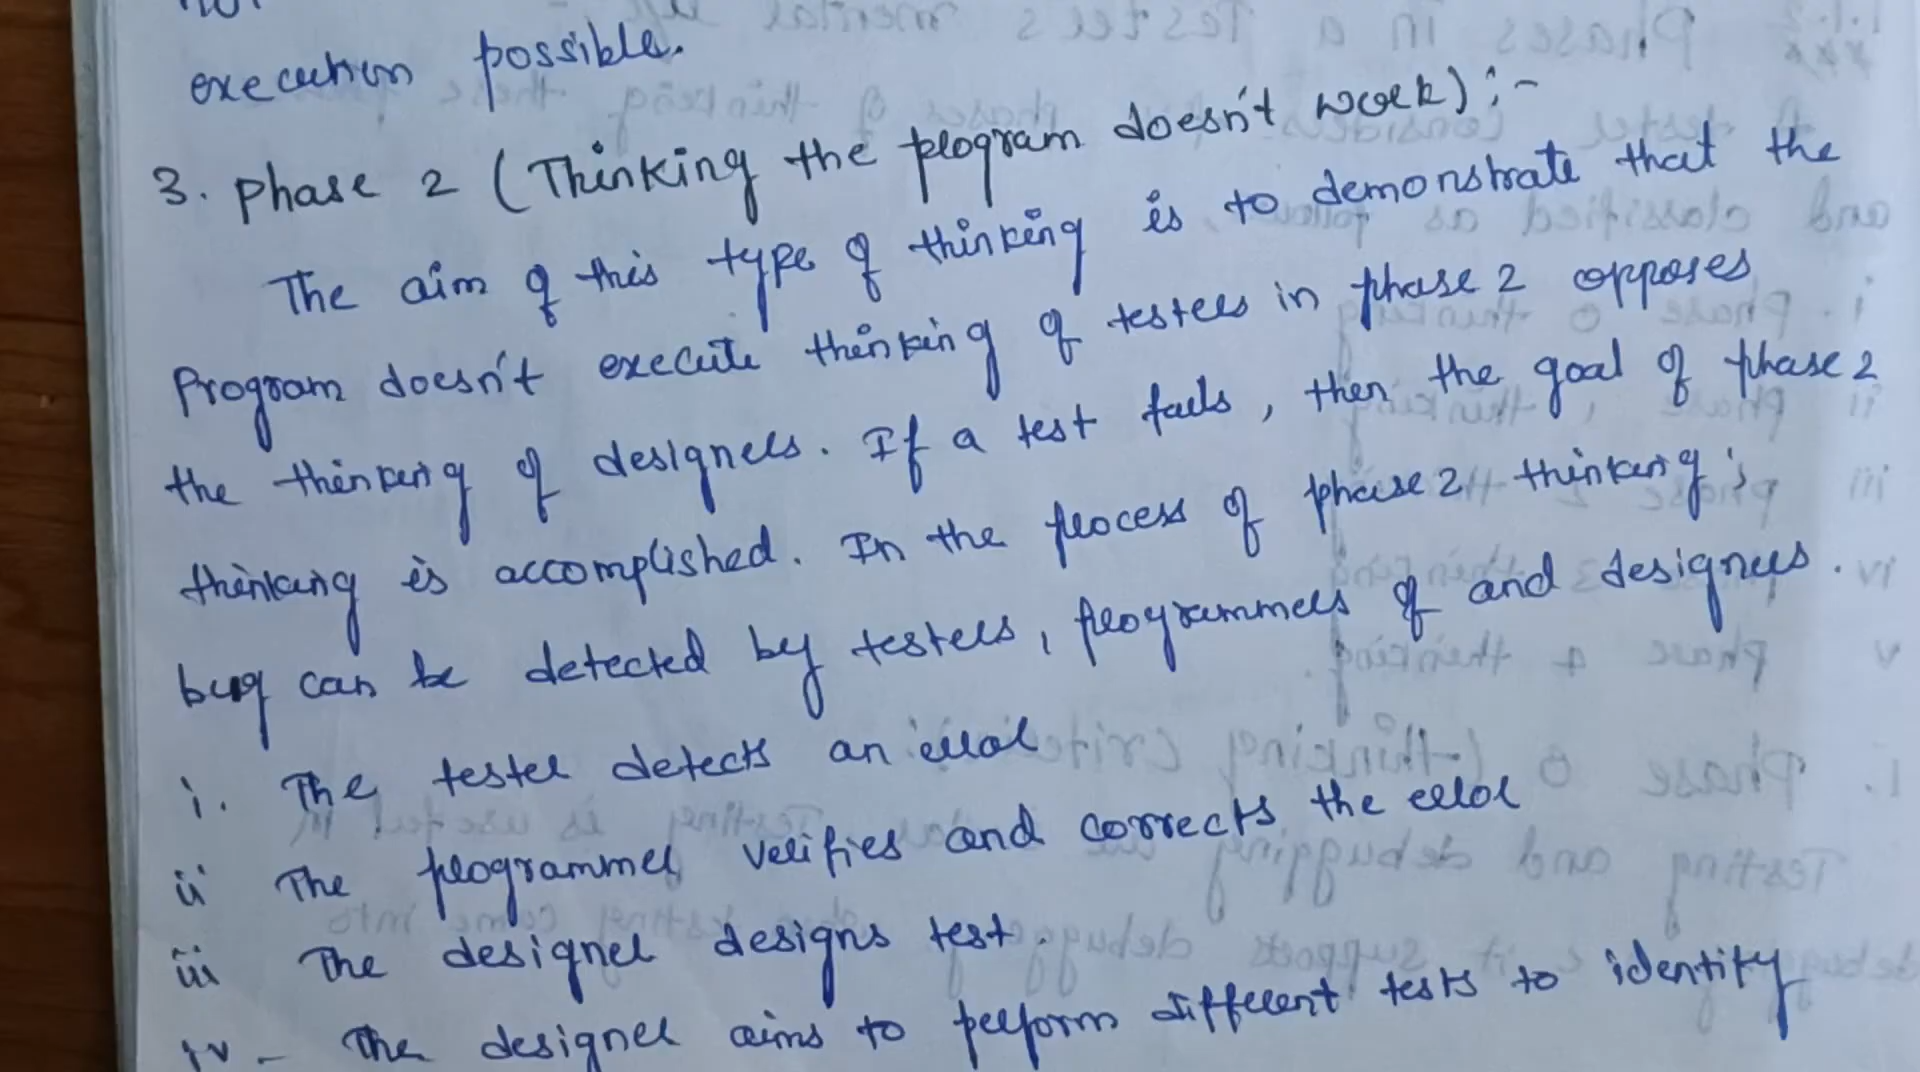 execution possible.
3. phase 2 (Thinking the program doesn't work) :-
The aim of this type of thinking is to demonstrate that the
Program doesn't execute thinking of testers in phase 2 opposes
the thinking of designers. If a test fails, then the goal of phase 2
thinking is accomplished. In the process of phase 2 thinking,
bug can be detected by testers, programmers of and designers.
i. The tester detects an error
ii The programmer verifies and corrects the error
iii The designer designs test.
iv - The designer aims to perform different tests to identify